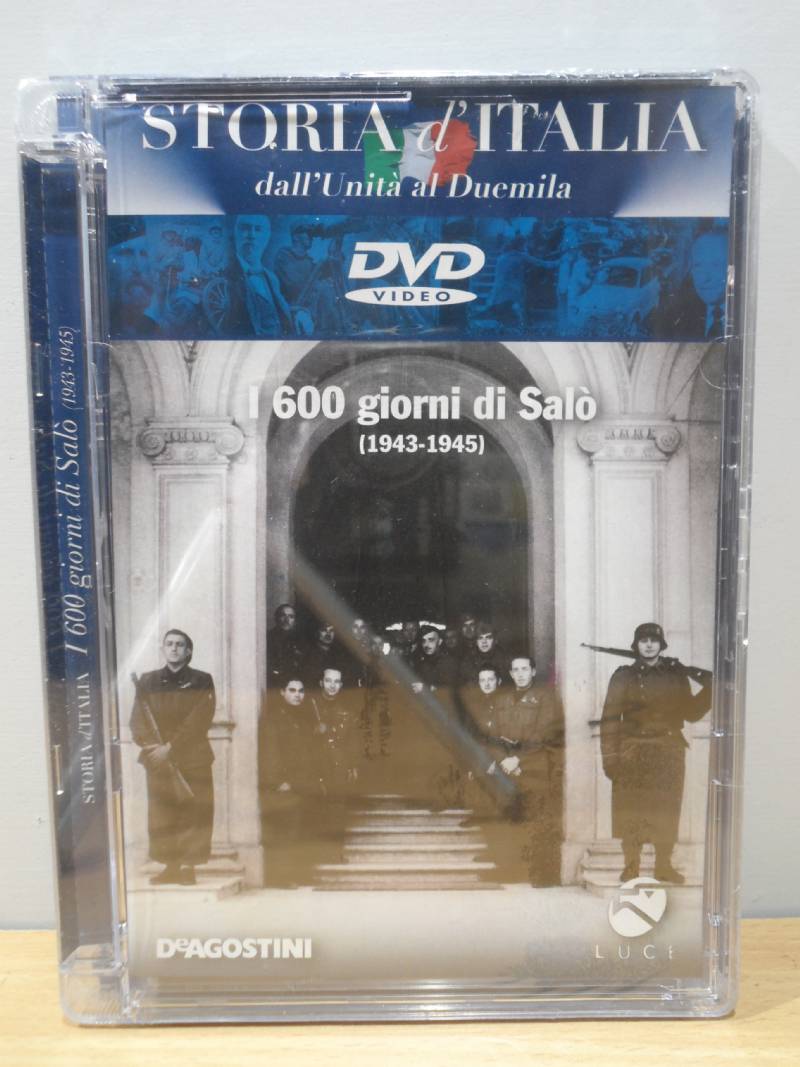 STORIA d'ITALIA
dall'Unità al Duemila
DVD
VIDEO
I 600 giorni di Salò
(1943-1945)
STORIA d'ITALIA I 600 giorni di Salò (1943-1945)
DeAGOSTINI
LUCE